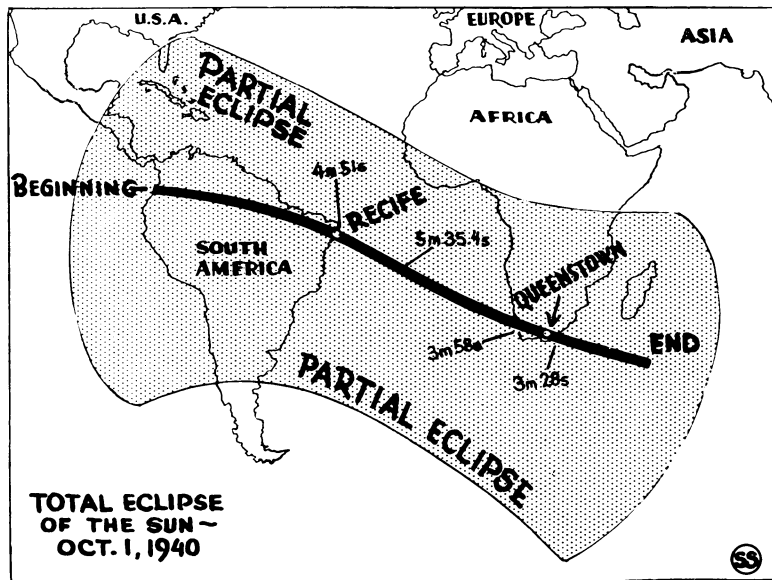 U.S.A.
EUROPE
ASIA
PARTIAL
ECLIPSE
AFRICA
4m 51s
BEGINNING
RECIFE
SOUTH
AMERICA
5m 35.4s
QUEENSTOWN
3m 58s
END
3m 28s
PARTIAL ECLIPSE
TOTAL ECLIPSE
OF THE SUN~
OCT. 1, 1940
SS